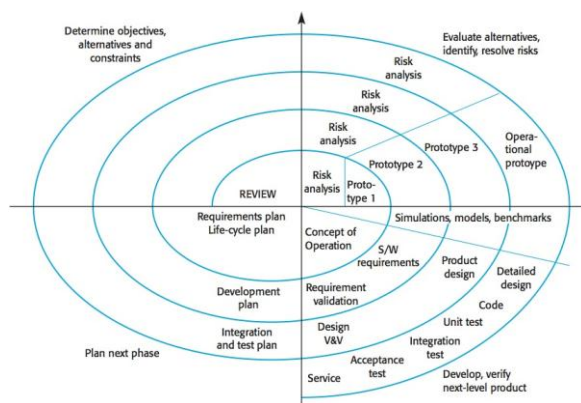 Determine objectives,
alternatives and
constraints
Evaluate alternatives,
identify, resolve risks
Risk
analysis
Risk
analysis
Risk
analysis
Risk
analysis
Proto-
type 1
Prototype 2
Prototype 3
Oper-
ational
protoype
REVIEW
Requirements plan
Life-cycle plan
Simulations, models, benchmarks
Concept of
Operation
S/W
requirements
Product
design
Detailed
design
Development
plan
Requirement
validation
Code
Unit test
Integration
and test plan
Design
V&V
Integration
test
Acceptance
test
Service
Plan next phase
Develop, verify
next-level product